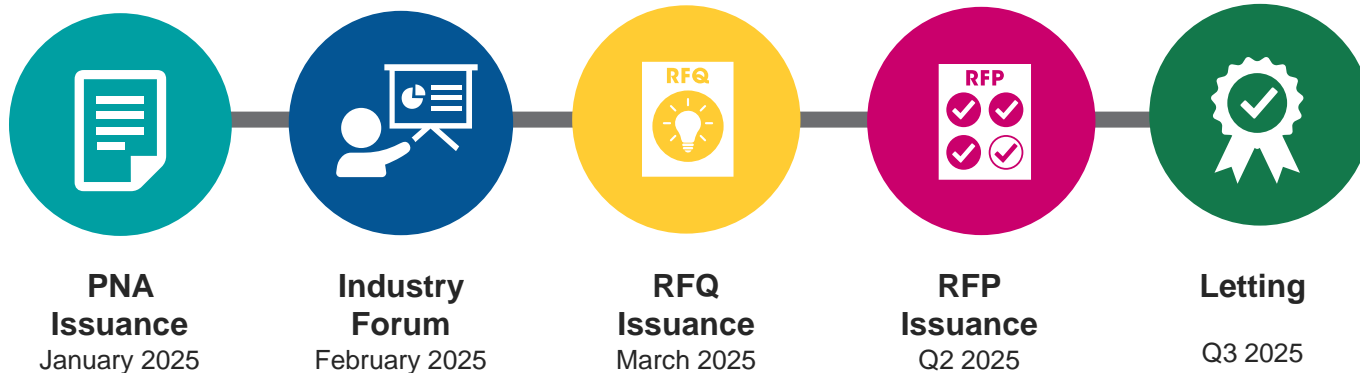 RFQ
RFP
PNA
Issuance
January 2025
Industry
Forum
February 2025
RFQ
Issuance
March 2025
RFP
Issuance
Q2 2025
Letting
Q3 2025